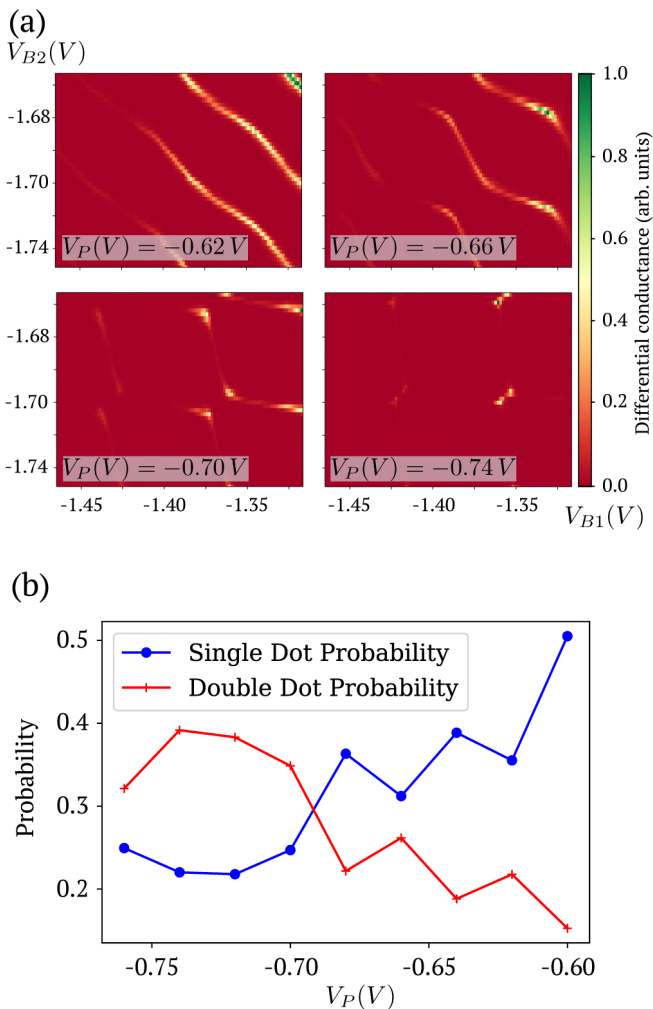 (a)
V_{B2}(V)
-1.68
-1.70
-1.74
V_P(V) = −0.62 V
V_P(V) = −0.66 V
1.0
0.8
0.6
0.4
0.2
0.0
Differential conductance (arb. units)
-1.68
-1.70
-1.74
V_P(V) = −0.70 V
V_P(V) = −0.74 V
-1.45
-1.40
-1.55
-1.45
-1.40
-1.55
V_{B1}(V)
(b)
Probability
0.5
0.4
0.3
0.2
Single Dot Probability
Double Dot Probability
-0.75
-0.70
-0.65
-0.60
V_P(V)